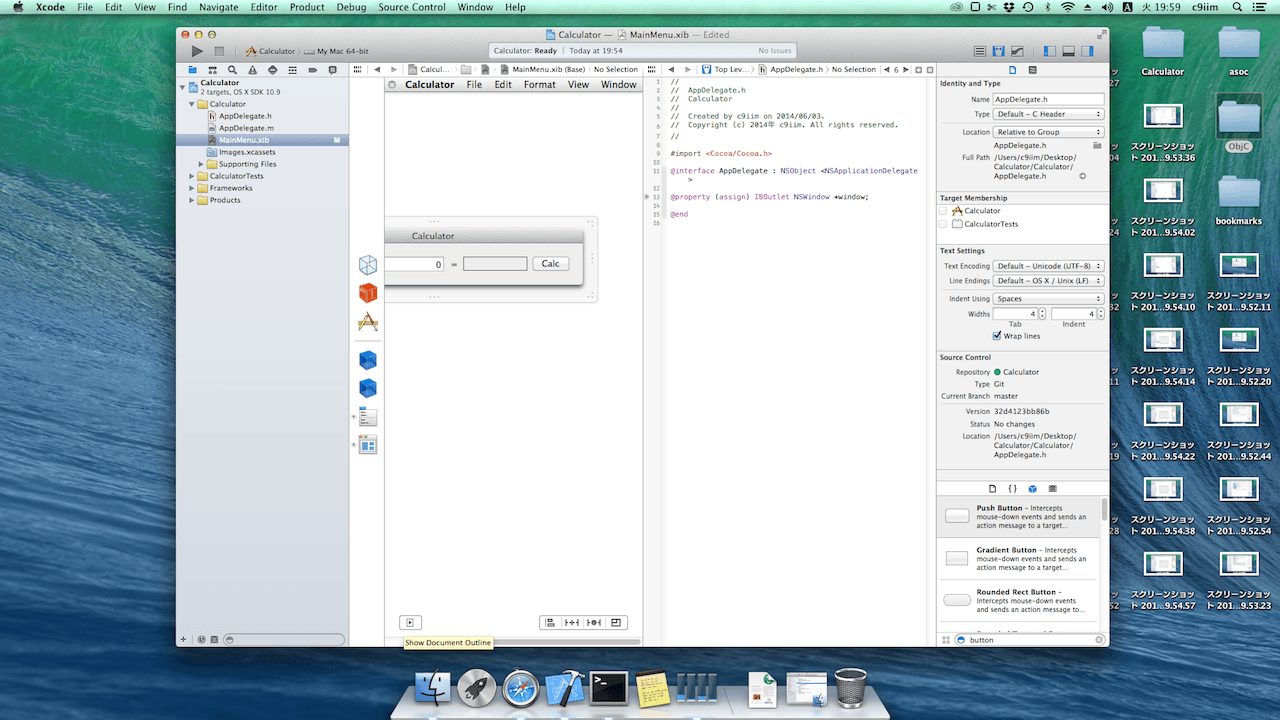 Xcode File Edit View Find Navigate Editor Product Debug Source Control Window Help
火 19:59 c9iim
Calculator — MainMenu.xib — Edited
Calculator My Mac 64-bit
Calculator: Ready | Today at 19:54
No Issues
Calcul... MainMenu.xib (Base) No Selection
Top Lev... AppDelegate.h No Selection 6
Calculator
2 targets, OS X SDK 10.9
Calculator
AppDelegate.h
AppDelegate.m
MainMenu.xib M
Images.xcassets
Supporting Files
CalculatorTests
Frameworks
Products
Calculator File Edit Format View Window
Calculator
0 = Calc
Show Document Outline
1 //
2 // AppDelegate.h
3 // Calculator
4 //
5 // Created by c9iim on 2014/06/03.
6 // Copyright (c) 2014年 c9iim. All rights reserved.
7 //
8
9 #import <Cocoa/Cocoa.h>
10
11 @interface AppDelegate : NSObject <NSApplicationDelegate
>
12
13 @property (assign) IBOutlet NSWindow *window;
14
15 @end
16
Identity and Type
Name AppDelegate.h
Type Default - C Header
Location Relative to Group
AppDelegate.h
Full Path /Users/c9iim/Desktop/
Calculator/Calculator/
AppDelegate.h
Target Membership
Calculator
CalculatorTests
Text Settings
Text Encoding Default - Unicode (UTF-8)
Line Endings Default - OS X / Unix (LF)
Indent Using Spaces
Widths 4 4
Tab Indent
Wrap lines
Source Control
Repository Calculator
Type Git
Current Branch master
Version 32d4123bb86b
Status No changes
Location /Users/c9iim/Desktop/
Calculator/Calculator/
AppDelegate.h
Push Button - Intercepts
mouse-down events and sends an
action message to a target...
Gradient Button - Intercepts
mouse-down events and sends an
action message to a target...
Rounded Rect Button -
Intercepts mouse-down events
and sends an action message to...
button
Calculator
asoc
スクリーンショッ
ト 201...9.53.36
ObjC
スクリーンショッ
ト 201...9.54.02
bookmarks
スクリーンショッ
ト 201...9.54.10
スクリーンショッ
ト 201...9.52.11
スクリーンショッ
ト 201...9.54.14
スクリーンショッ
ト 201...9.52.20
スクリーンショッ
ト 201...9.54.22
スクリーンショッ
ト 201...9.52.44
スクリーンショッ
ト 201...9.54.38
スクリーンショッ
ト 201...9.52.54
スクリーンショッ
ト 201...9.54.57
スクリーンショッ
ト 201...9.53.23